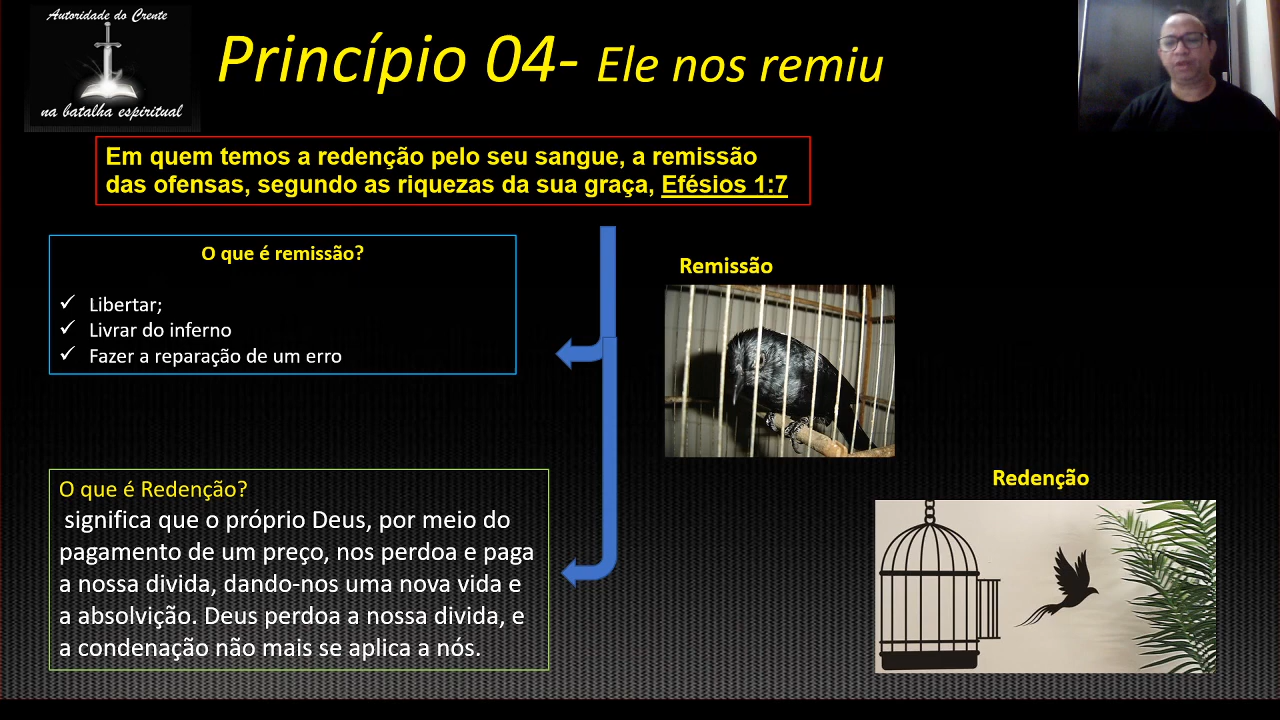 Autoridade do Crente
na batalha espiritual
Princípio 04- Ele nos remiu
Em quem temos a redenção pelo seu sangue, a remissão
das ofensas, segundo as riquezas da sua graça, Efésios 1:7
O que é remissão?
✓ Libertar;
✓ Livrar do inferno
✓ Fazer a reparação de um erro
Remissão
O que é Redenção?
significa que o próprio Deus, por meio do
pagamento de um preço, nos perdoa e paga
a nossa divida, dando-nos uma nova vida e
a absolvição. Deus perdoa a nossa divida, e
a condenação não mais se aplica a nós.
Redenção